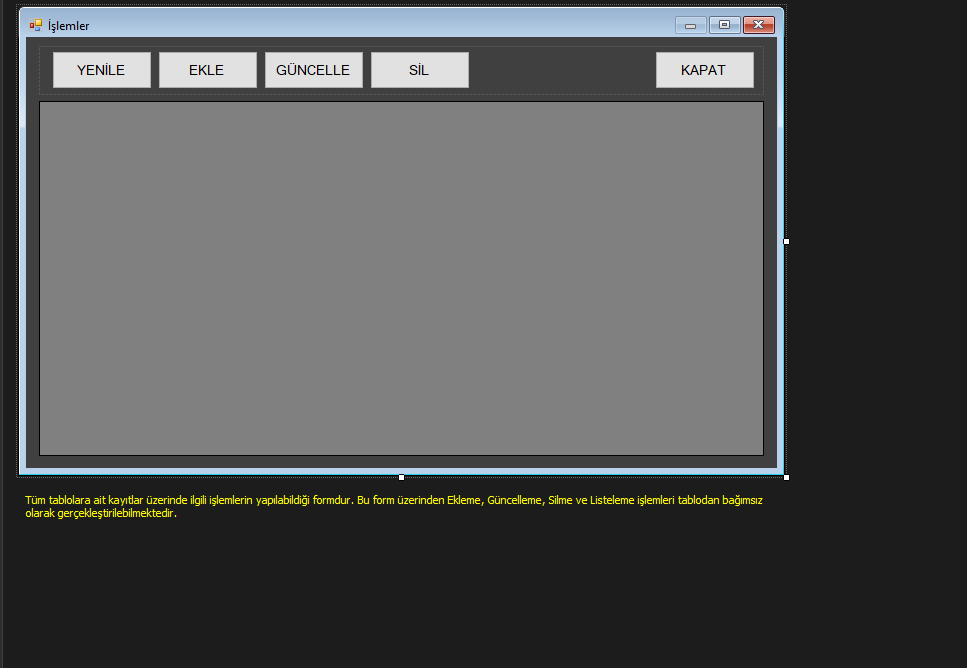 İşlemler
YENİLE EKLE GÜNCELLE SİL KAPAT
Tüm tablolara ait kayıtlar üzerinde ilgili işlemlerin yapılabildiği formdur. Bu form üzerinden Ekleme, Güncelleme, Silme ve Listeleme işlemleri tablodan bağımsız
olarak gerçekleştirilebilmektedir.